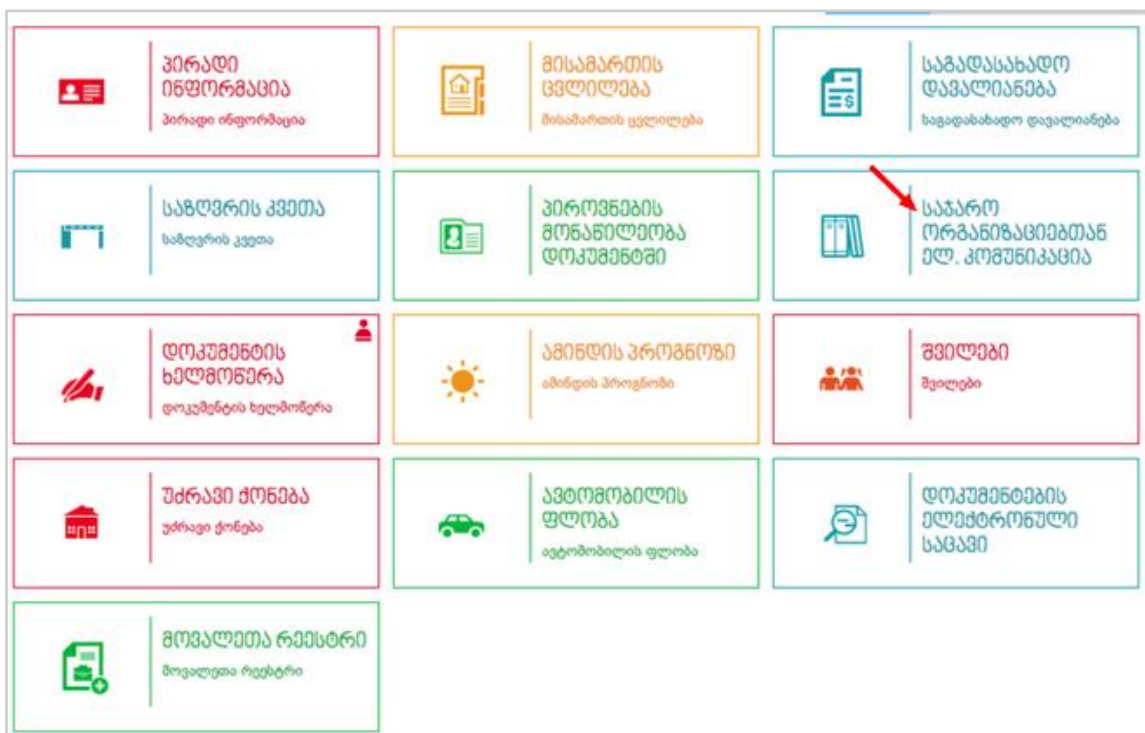 პირადი
ინფორმაცია
პირადი ინფორმაცია
მისამართის
ცვლილება
მისამართის ცვლილება
საგადასახადო
დავალიანება
საგადასახადო დავალიანება
საზღვრის კვეთა
საზღვრის კვეთა
პიროვნების
მონაწილეობა
დოკუმენტში
საჯარო
ორგანიზაციებთან
ელ. კომუნიკაცია
დოკუმენტის
ხელმოწერა
დოკუმენტის ხელმოწერა
ამინდის პროგნოზი
ამინდის პროგნოზი
შვილები
შვილები
უძრავი ქონება
უძრავი ქონება
ავტომობილის
ფლობა
ავტომობილის ფლობა
დოკუმენტების
ელექტრონული
საცავი
მოვალეთა რეესტრი
მოვალეთა რეესტრი